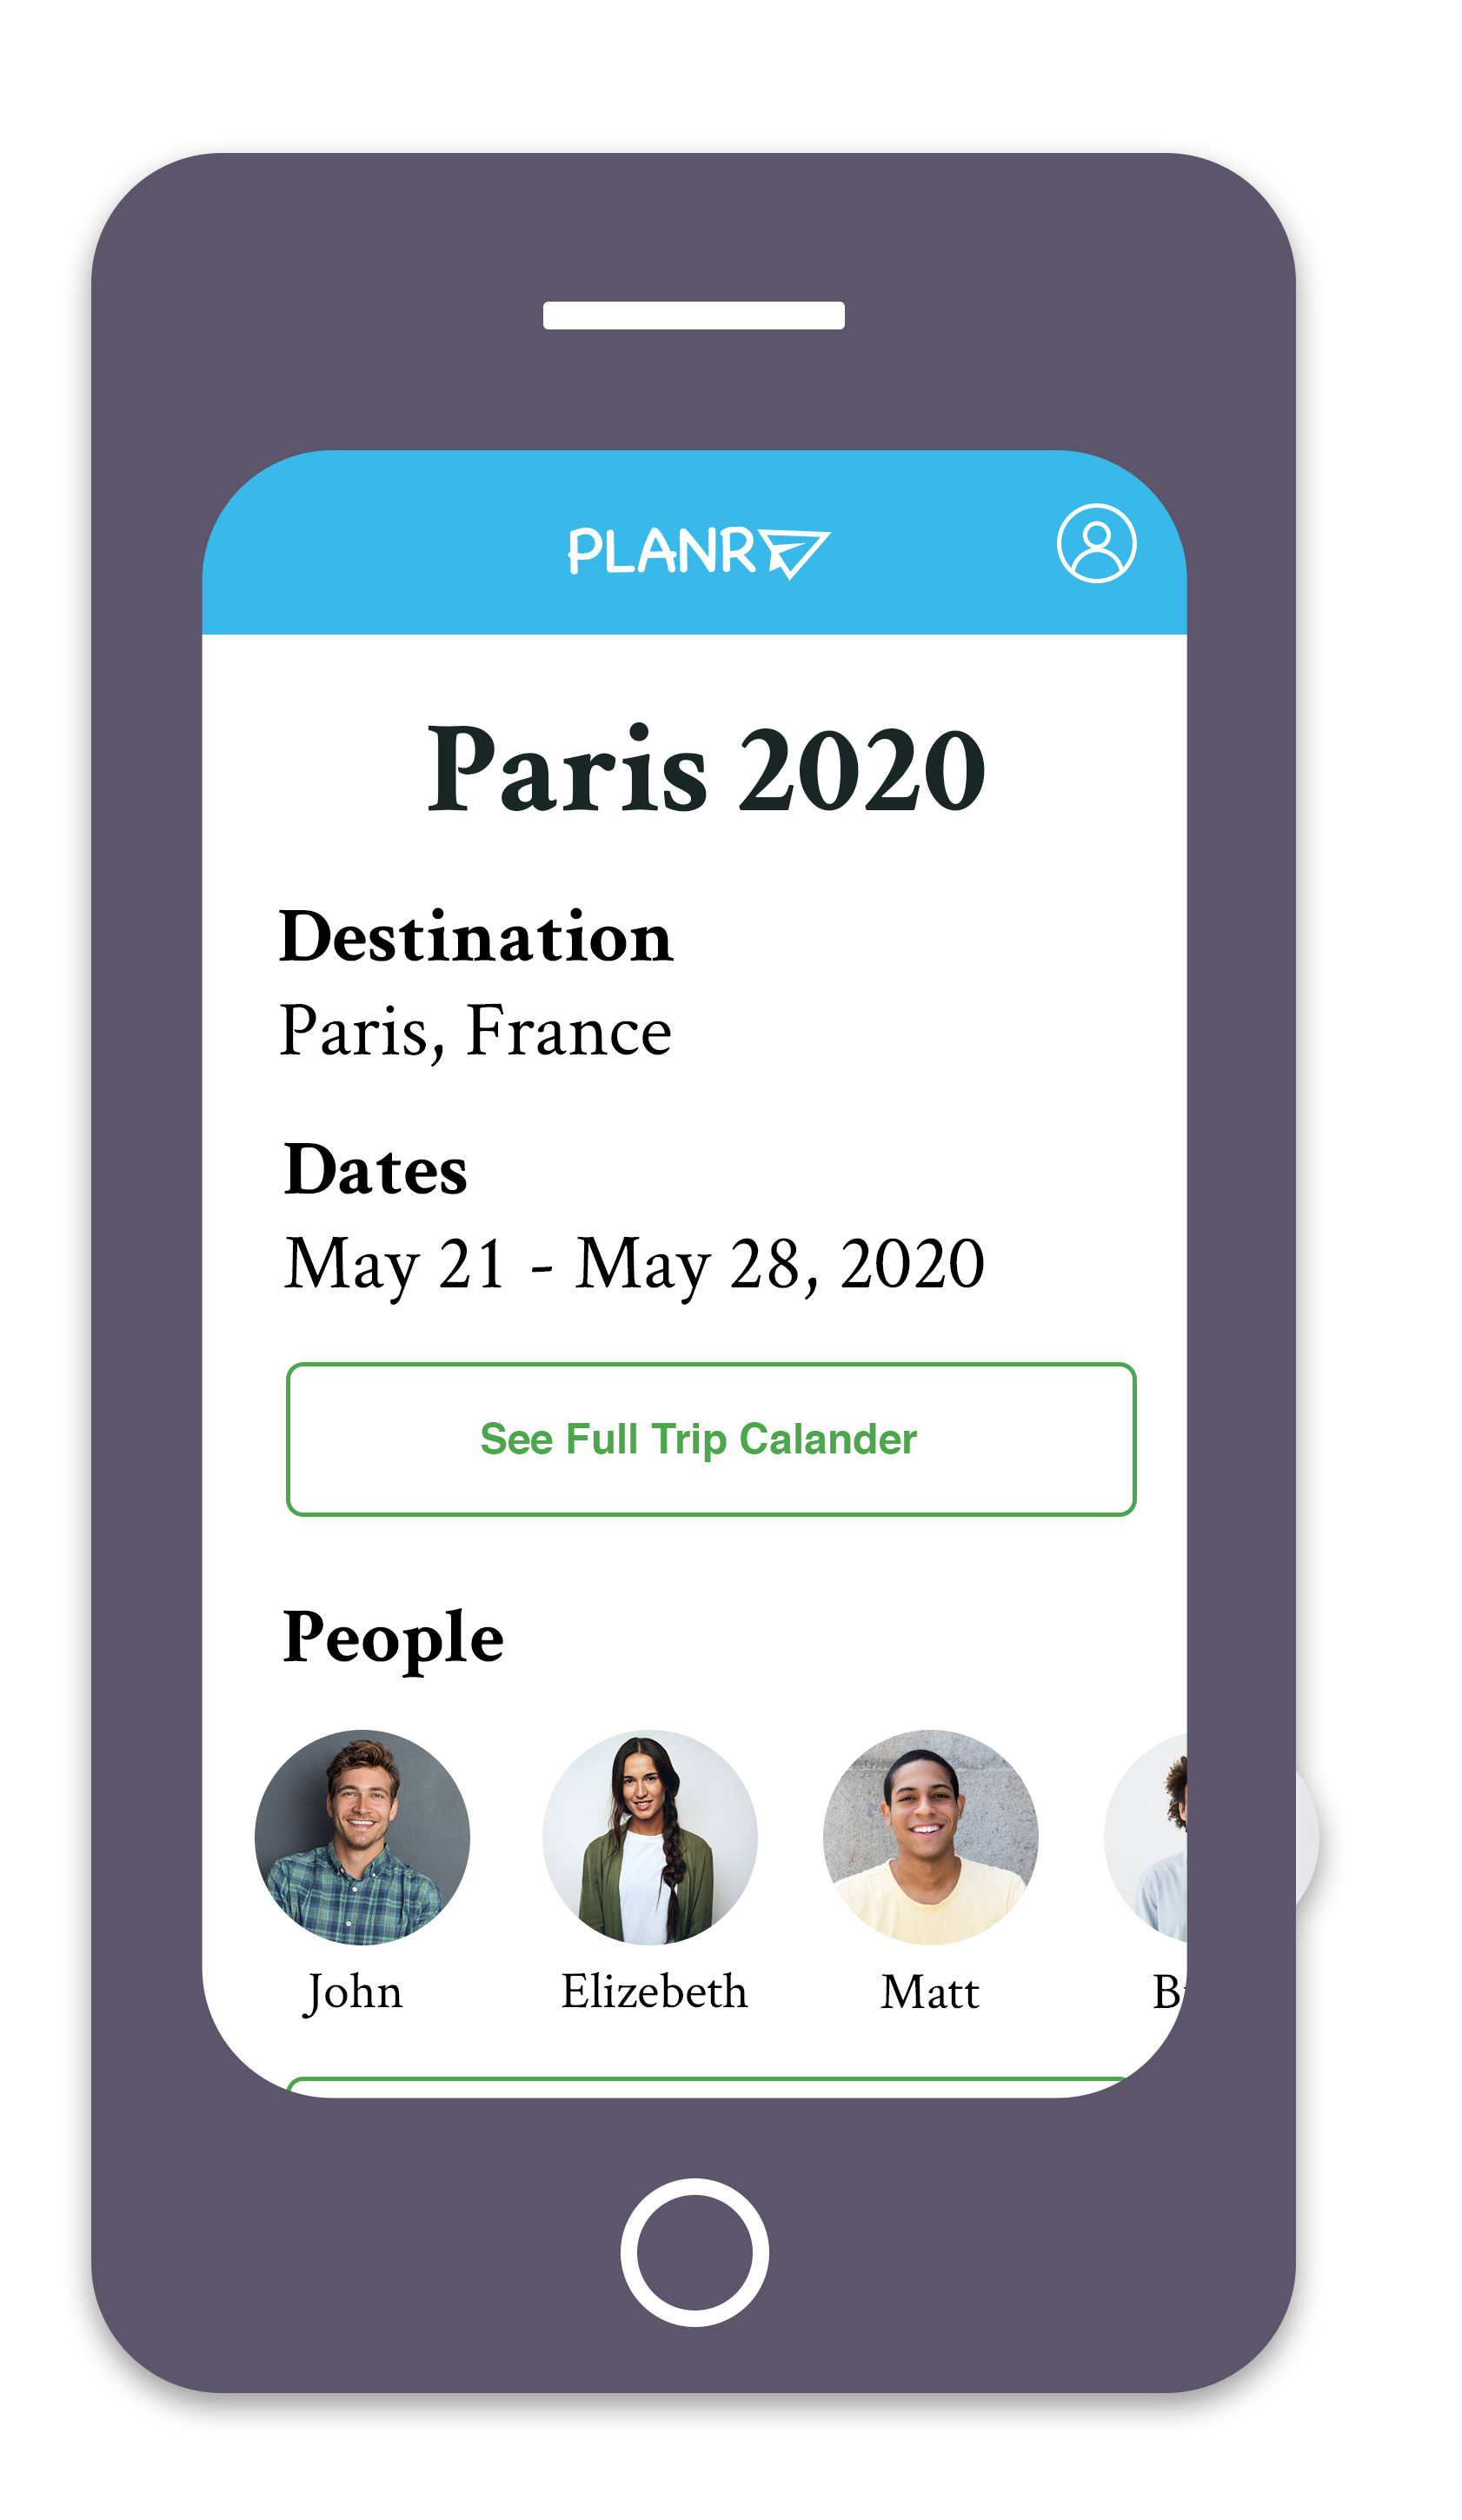 PLANR
Paris 2020
Destination
Paris, France
Dates
May 21 - May 28, 2020
See Full Trip Calander
People
John Elizebeth Matt